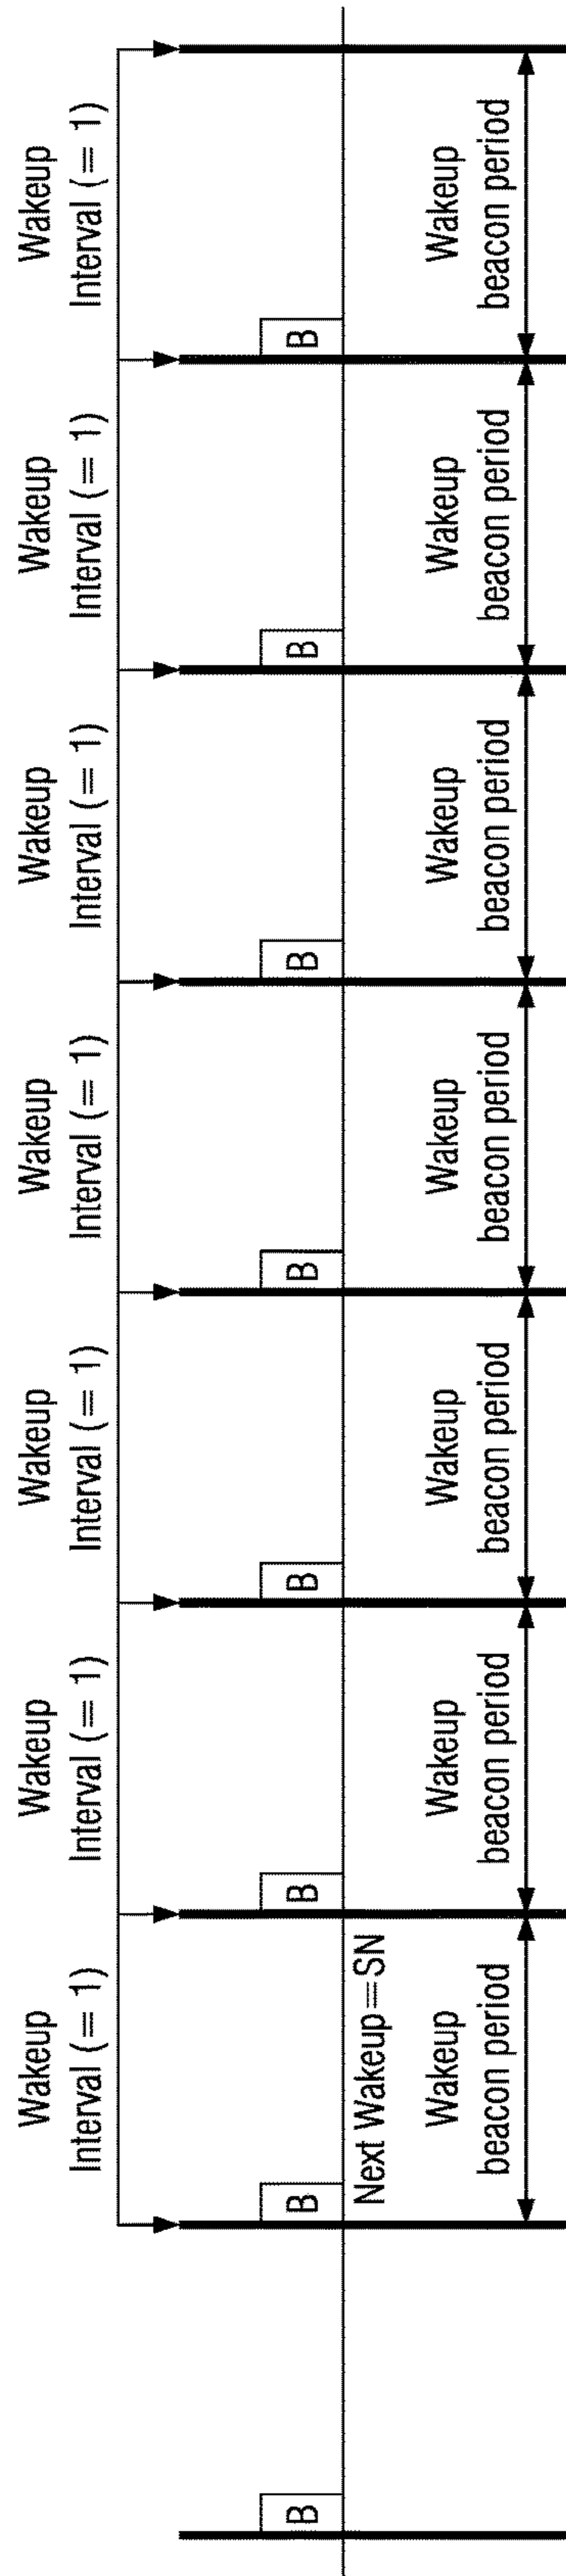 Wakeup
Interval (= 1)
Wakeup
Interval (= 1)
Wakeup
Interval (= 1)
Wakeup
Interval (= 1)
Wakeup
Interval (= 1)
Wakeup
Interval (= 1)
Wakeup
Interval (= 1)
B
B
B
B
B
B
B
B
Next Wakeup=SN
Wakeup
beacon period
Wakeup
beacon period
Wakeup
beacon period
Wakeup
beacon period
Wakeup
beacon period
Wakeup
beacon period
Wakeup
beacon period